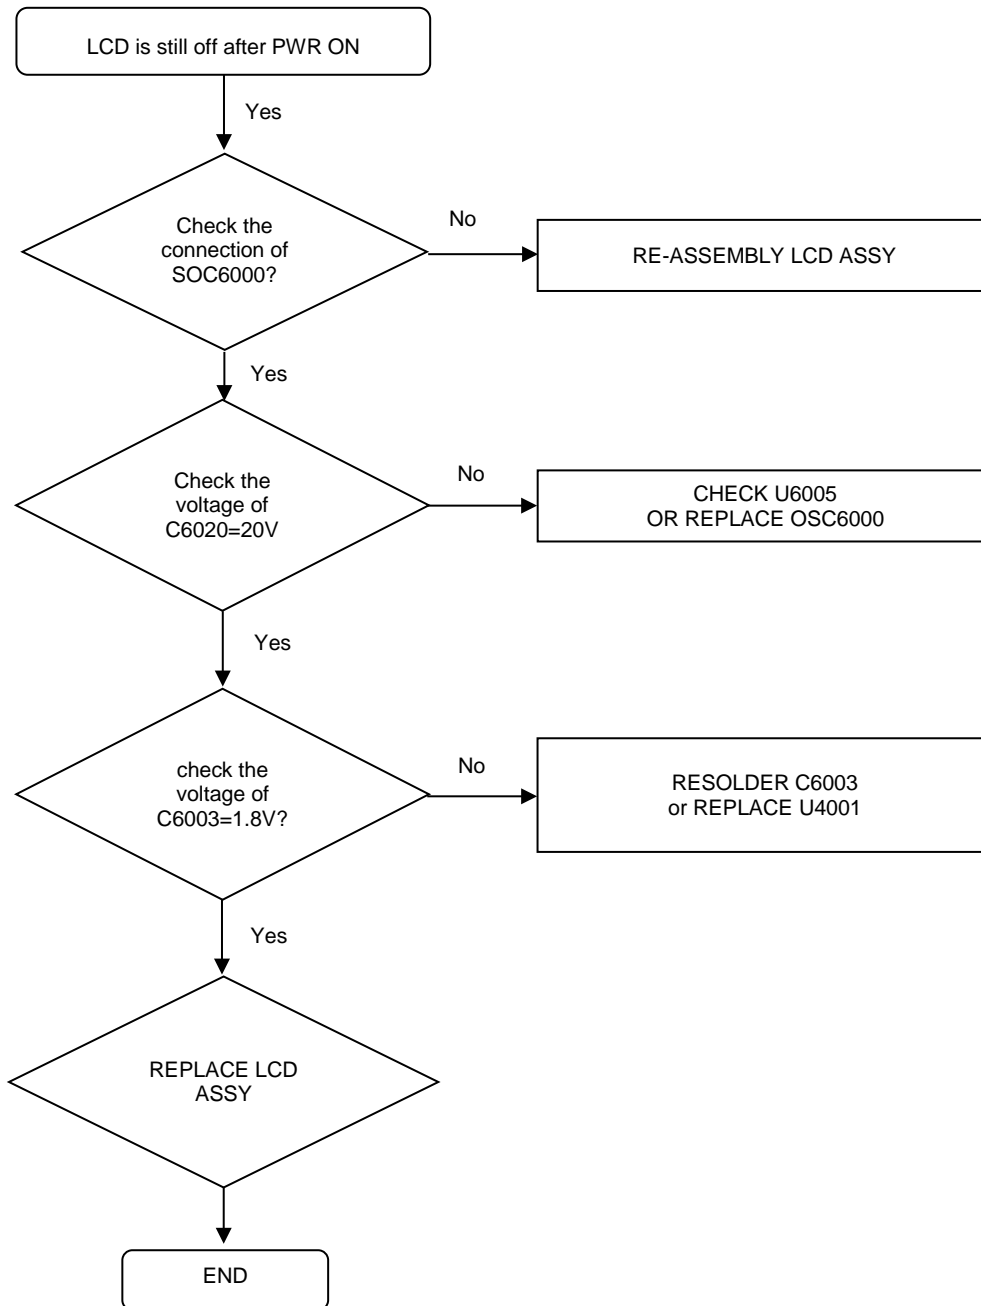 LCD is still off after PWR ON
Yes
Check the
connection of
SOC6000?
No
RE-ASSEMBLY LCD ASSY
Yes
Check the
voltage of
C6020=20V
No
CHECK U6005
OR REPLACE OSC6000
Yes
check the
voltage of
C6003=1.8V?
No
RESOLDER C6003
or REPLACE U4001
Yes
REPLACE LCD
ASSY
END